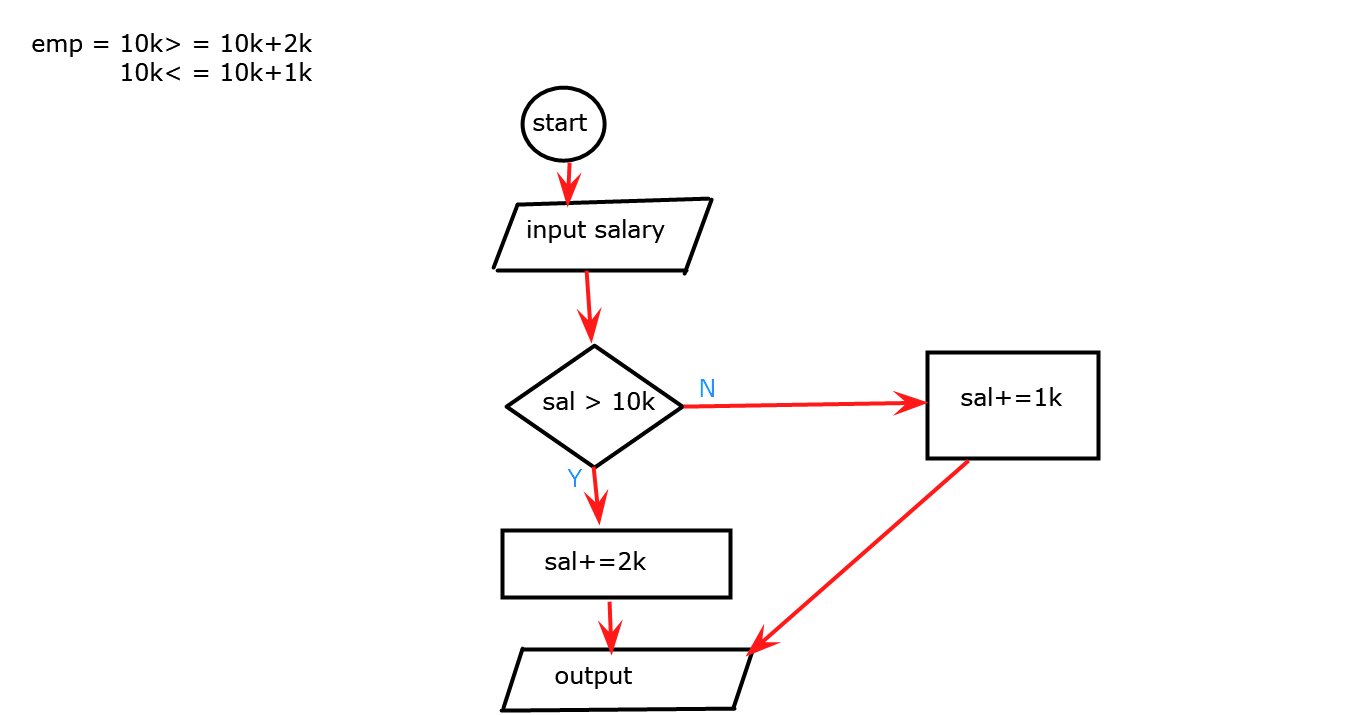 emp = 10k> = 10k+2k
10k< = 10k+1k
start
input salary
sal > 10k
N
sal+=1k
Y
sal+=2k
output